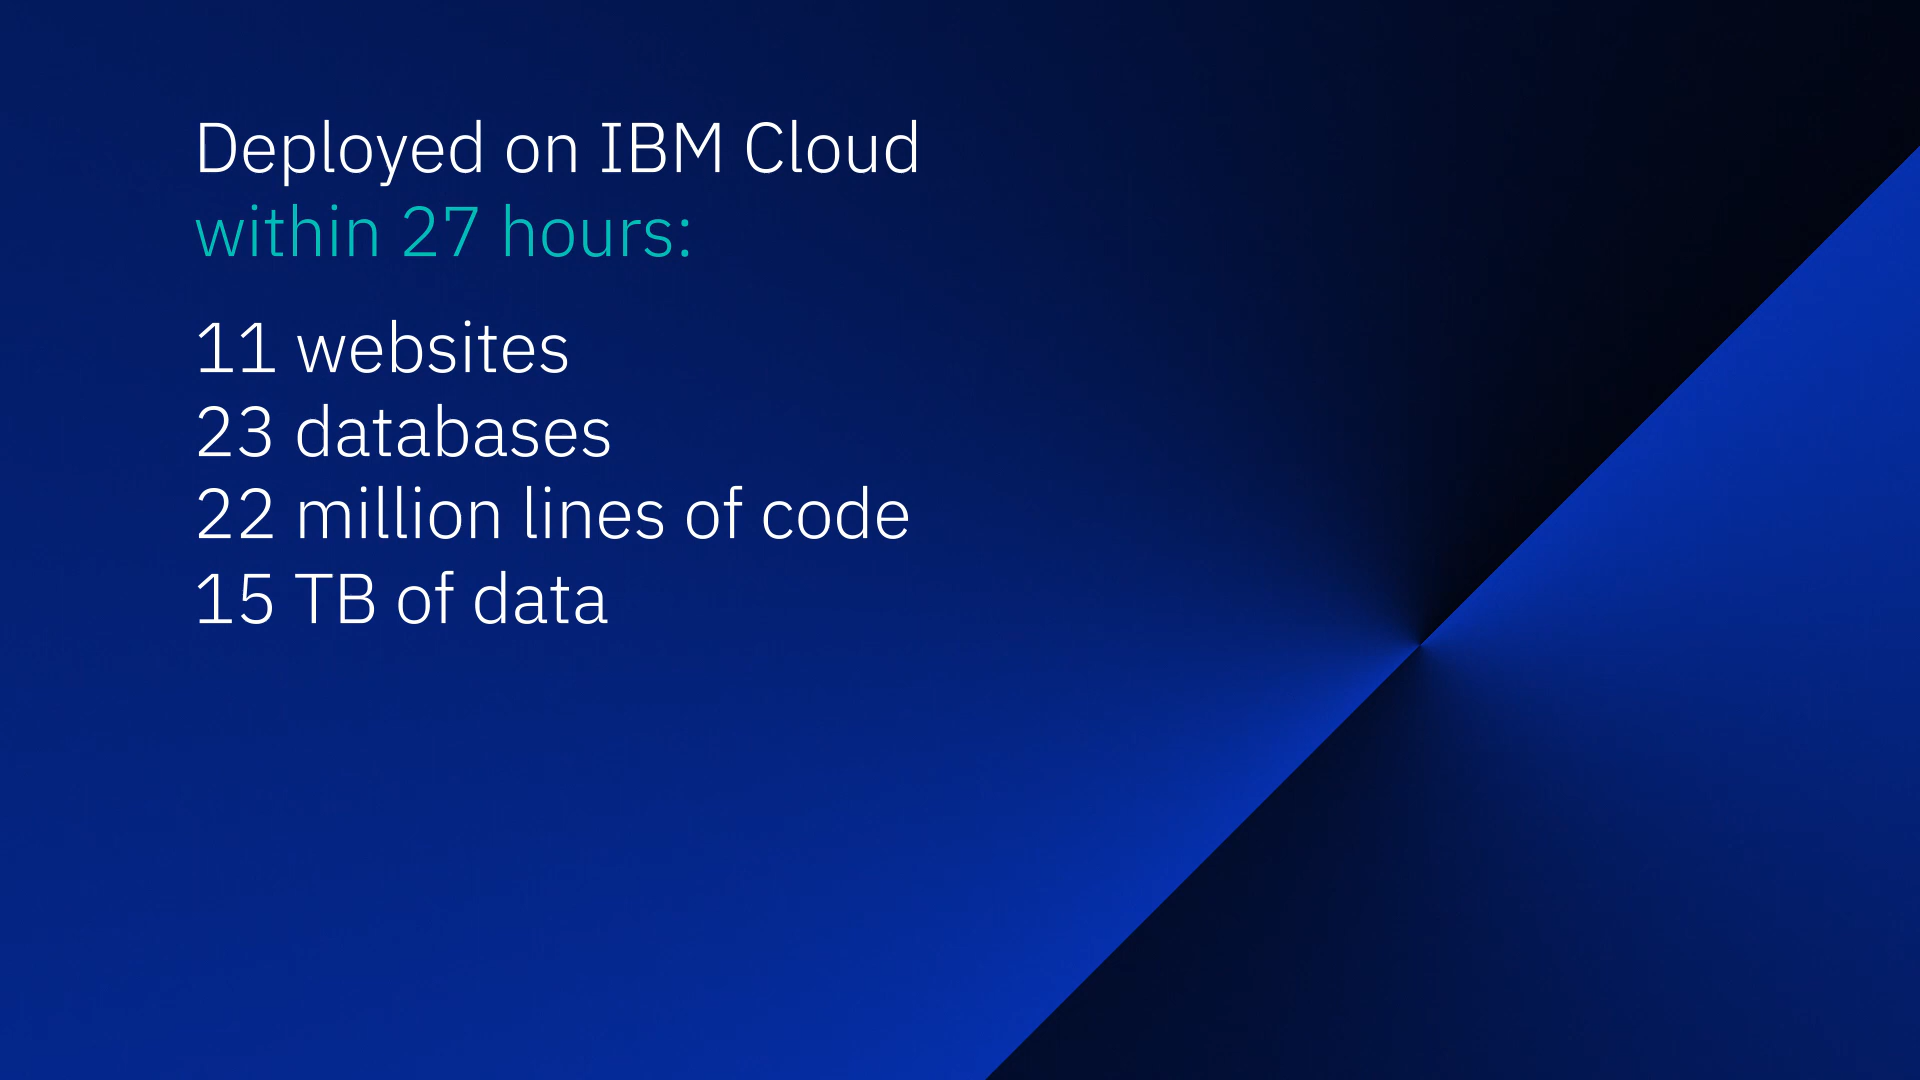 Deployed on IBM Cloud
within 27 hours:
11 websites
23 databases
22 million lines of code
15 TB of data